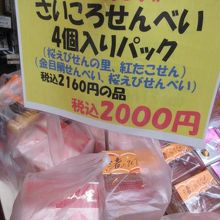 さいころせんべい
4個入りパック
(桜えびせんの里、紅たこせん)
(金目鯛せんべい、桜えびせんべい)
税込2160円の品
税込2000円